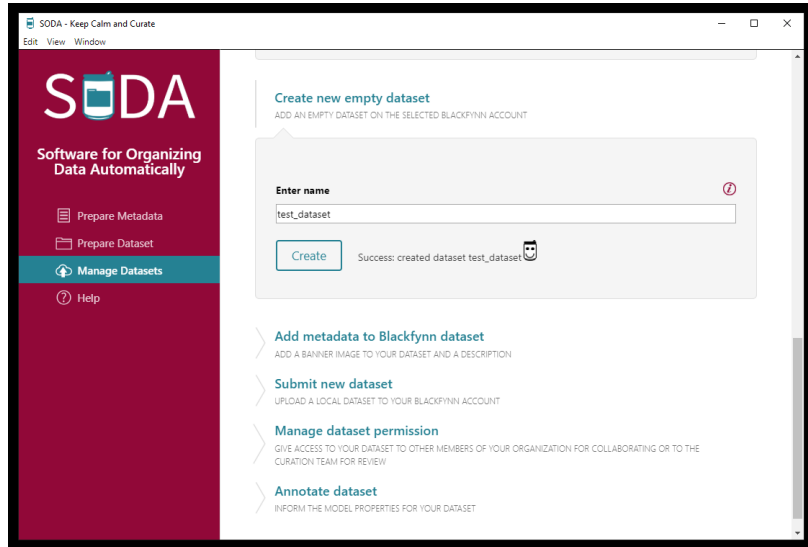 SODA - Keep Calm and Curate
Edit View Window
SODA
Software for Organizing
Data Automatically
Prepare Metadata
Prepare Dataset
Manage Datasets
Help
Create new empty dataset
ADD AN EMPTY DATASET ON THE SELECTED BLACKFYNN ACCOUNT
Enter name
test_dataset
Create
Success: created dataset test_dataset
Add metadata to Blackfynn dataset
ADD A BANNER IMAGE TO YOUR DATASET AND A DESCRIPTION
Submit new dataset
UPLOAD A LOCAL DATASET TO YOUR BLACKFYNN ACCOUNT
Manage dataset permission
GIVE ACCESS TO YOUR DATASET TO OTHER MEMBERS OF YOUR ORGANIZATION FOR COLLABORATING OR TO THE
CURATION TEAM FOR REVIEW
Annotate dataset
INFORM THE MODEL PROPERTIES FOR YOUR DATASET